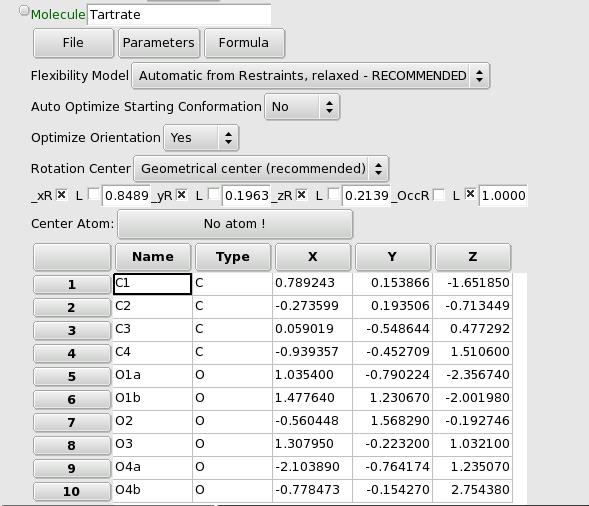 Molecule Tartrate
File Parameters Formula
Flexibility Model Automatic from Restraints, relaxed - RECOMMENDED
Auto Optimize Starting Conformation No
Optimize Orientation Yes
Rotation Center Geometrical center (recommended)
_xR L 0.8489 _yR L 0.1963 _zR L 0.2139 _OccR L 1.0000
Center Atom: No atom !
Name Type X Y Z
1 C1 C 0.789243 0.153866 -1.651850
2 C2 C -0.273599 0.193506 -0.713449
3 C3 C 0.059019 -0.548644 0.477292
4 C4 C -0.939357 -0.452709 1.510600
5 O1a O 1.035400 -0.790224 -2.356740
6 O1b O 1.477640 1.230670 -2.001980
7 O2 O -0.560448 1.568290 -0.192746
8 O3 O 1.307950 -0.223200 1.032100
9 O4a O -2.103890 -0.764174 1.235070
10 O4b O -0.778473 -0.154270 2.754380